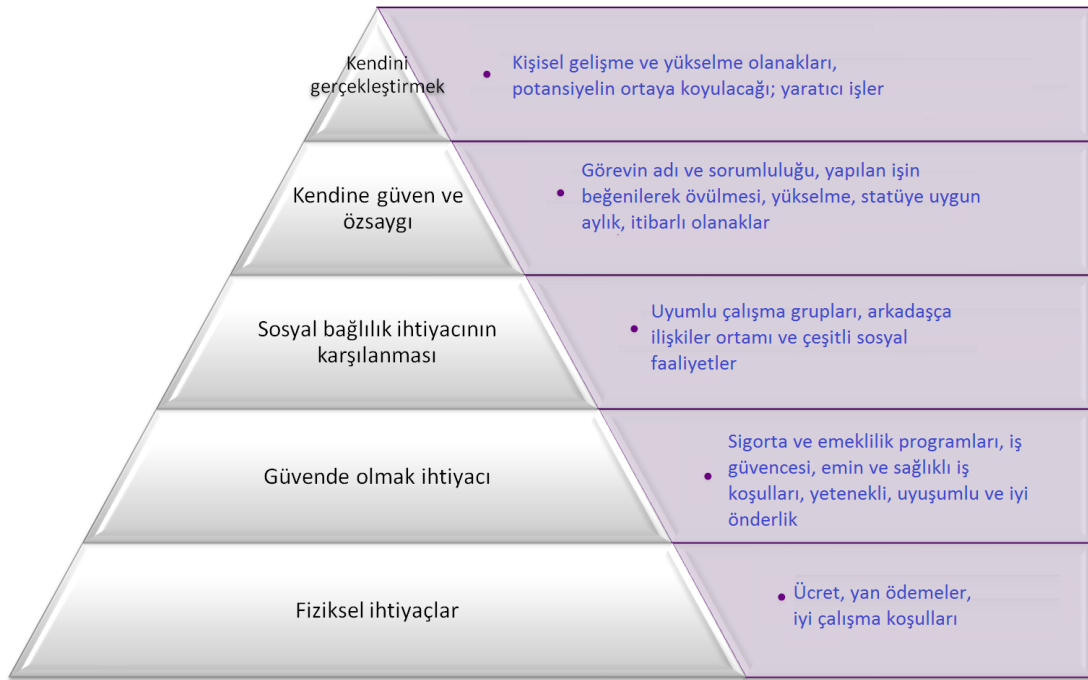 Kendini
gerçekleştirmek
• Kişisel gelişme ve yükselme olanakları,
potansiyelin ortaya koyulacağı; yaratıcı işler
Kendine güven ve
özsaygı
• Görevin adı ve sorumluluğu, yapılan işin
beğenilerek övülmesi, yükselme, statüye uygun
aylık, itibarlı olanaklar
Sosyal bağlılık ihtiyacının
karşılanması
• Uyumlu çalışma grupları, arkadaşça
ilişkiler ortamı ve çeşitli sosyal
faaliyetler
Güvende olmak ihtiyacı
• Sigorta ve emeklilik programları, iş
güvencesi, emin ve sağlıklı iş
koşulları, yetenekli, uyuşumlu ve iyi
önderlik
Fiziksel ihtiyaçlar
• Ücret, yan ödemeler,
iyi çalışma koşulları